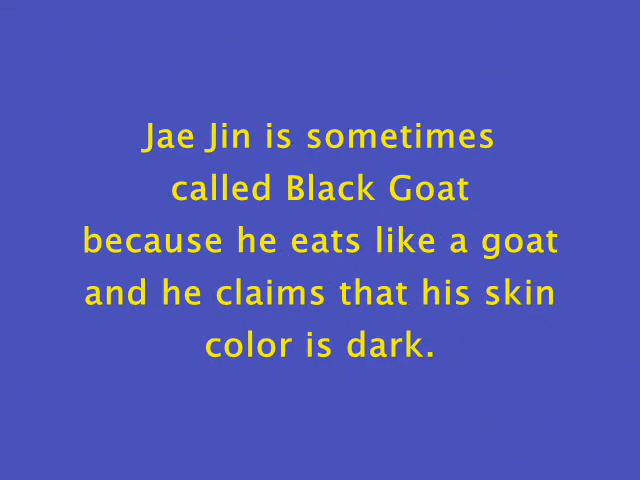 Jae Jin is sometimes
called Black Goat
because he eats like a goat
and he claims that his skin
color is dark.